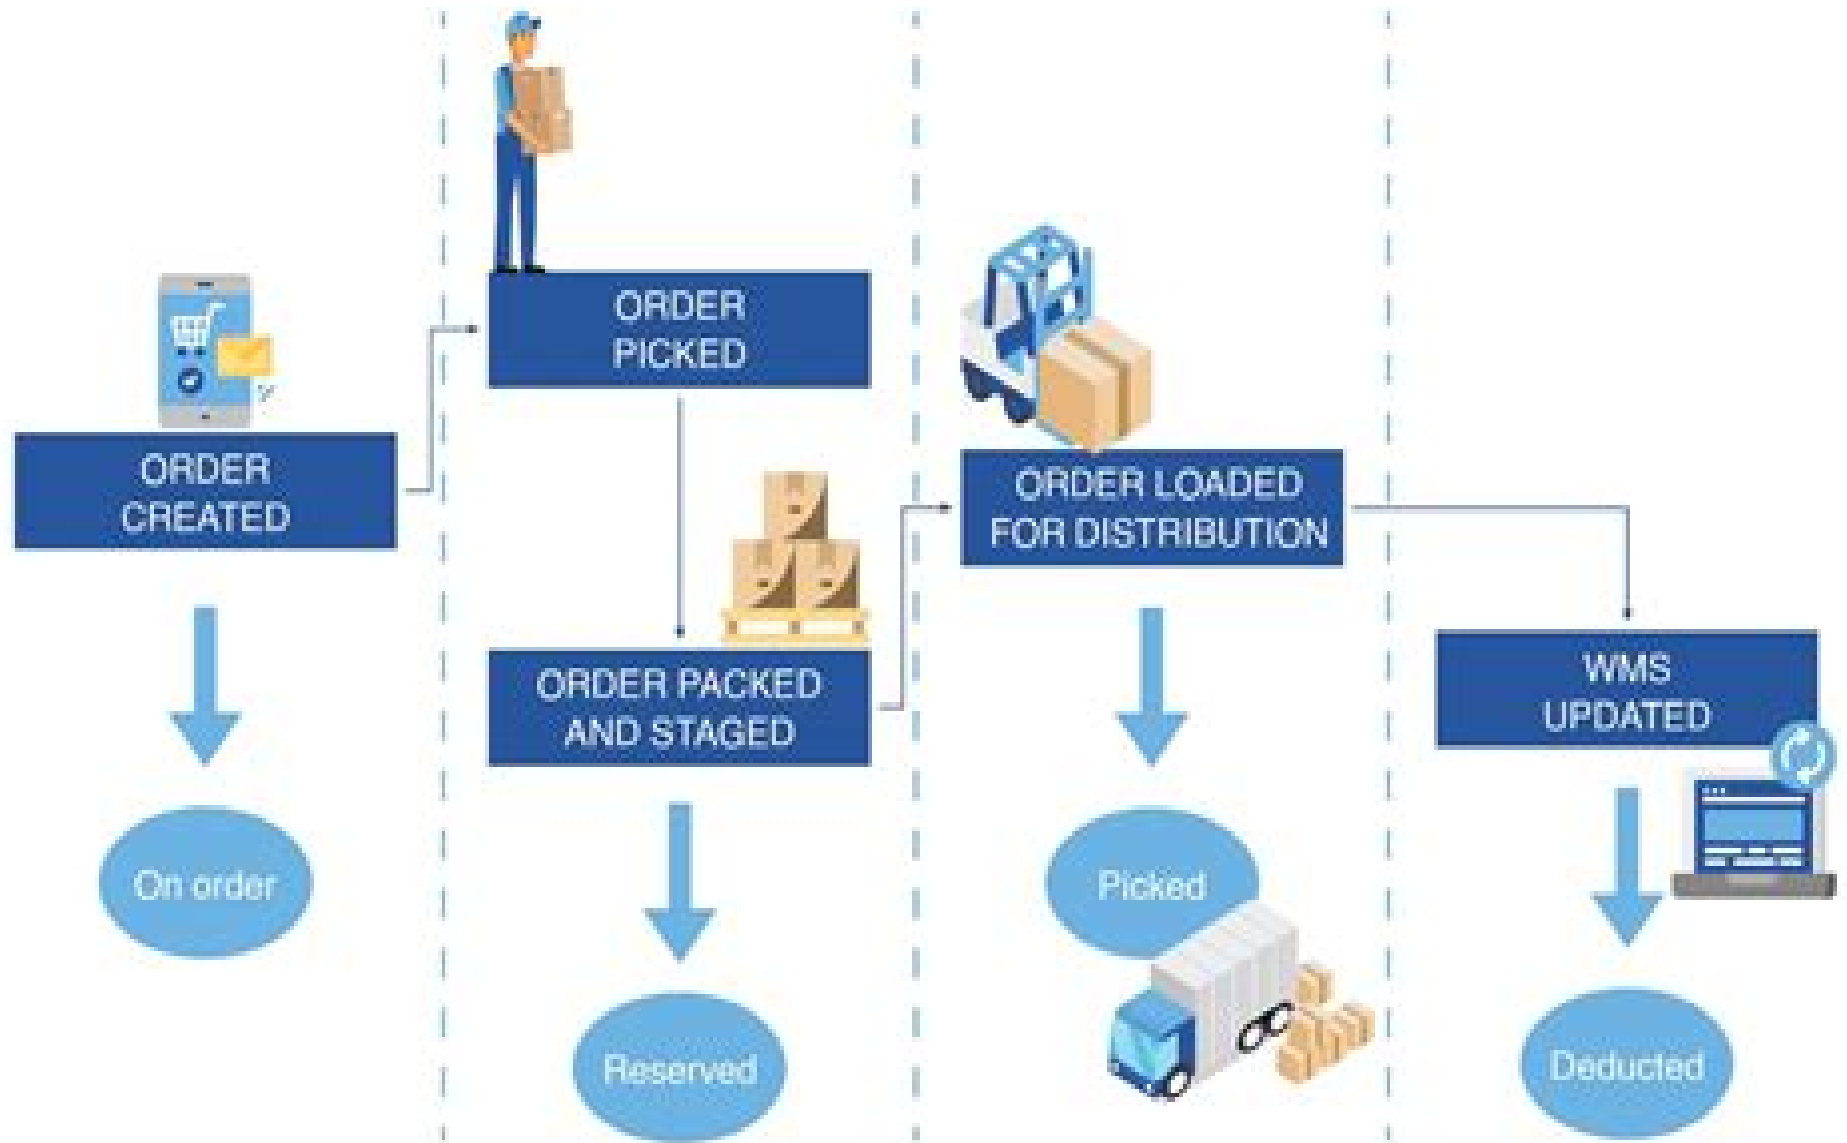 ORDER
CREATED
On order
ORDER
PICKED
ORDER PACKED
AND STAGED
Reserved
ORDER LOADED
FOR DISTRIBUTION
Picked
WMS
UPDATED
Deducted